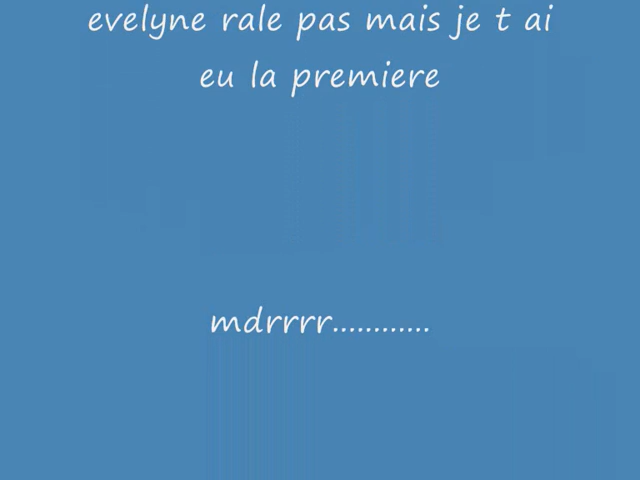 evelyne rale pas mais je t ai
eu la premiere
mdrrrr............